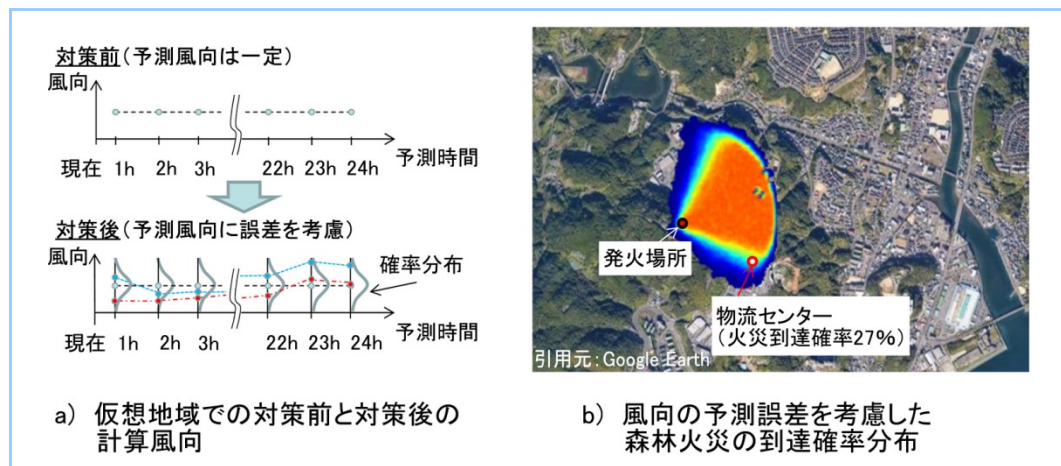 対策前(予測風向は一定)
風向
現在 1h 2h 3h 22h 23h 24h 予測時間
対策後(予測風向に誤差を考慮)
風向
確率分布
現在 1h 2h 3h 22h 23h 24h 予測時間
a) 仮想地域での対策前と対策後の
計算風向
発火場所
物流センター
(火災到達確率27%)
引用元:Google Earth
b) 風向の予測誤差を考慮した
森林火災の到達確率分布